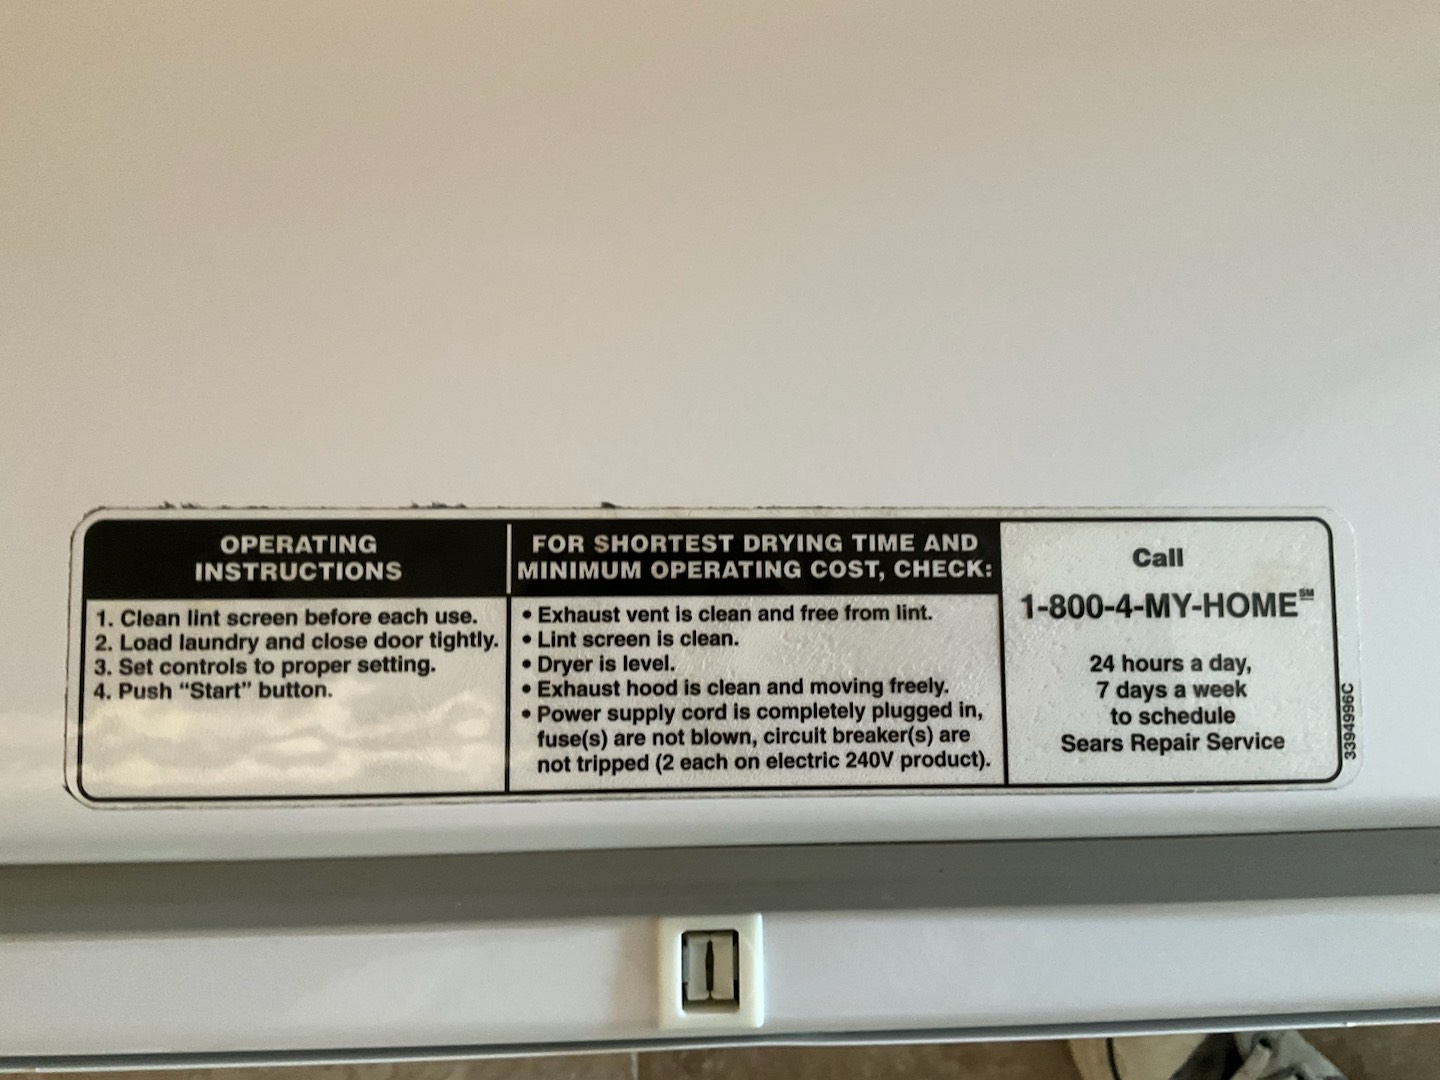 OPERATING
INSTRUCTIONS
1. Clean lint screen before each use.
2. Load laundry and close door tightly.
3. Set controls to proper setting.
4. Push “Start” button.
FOR SHORTEST DRYING TIME AND
MINIMUM OPERATING COST, CHECK:
• Exhaust vent is clean and free from lint.
• Lint screen is clean.
• Dryer is level.
• Exhaust hood is clean and moving freely.
• Power supply cord is completely plugged in,
fuse(s) are not blown, circuit breaker(s) are
not tripped (2 each on electric 240V product).
Call
1-800-4-MY-HOME℠
24 hours a day,
7 days a week
to schedule
Sears Repair Service
3394996C